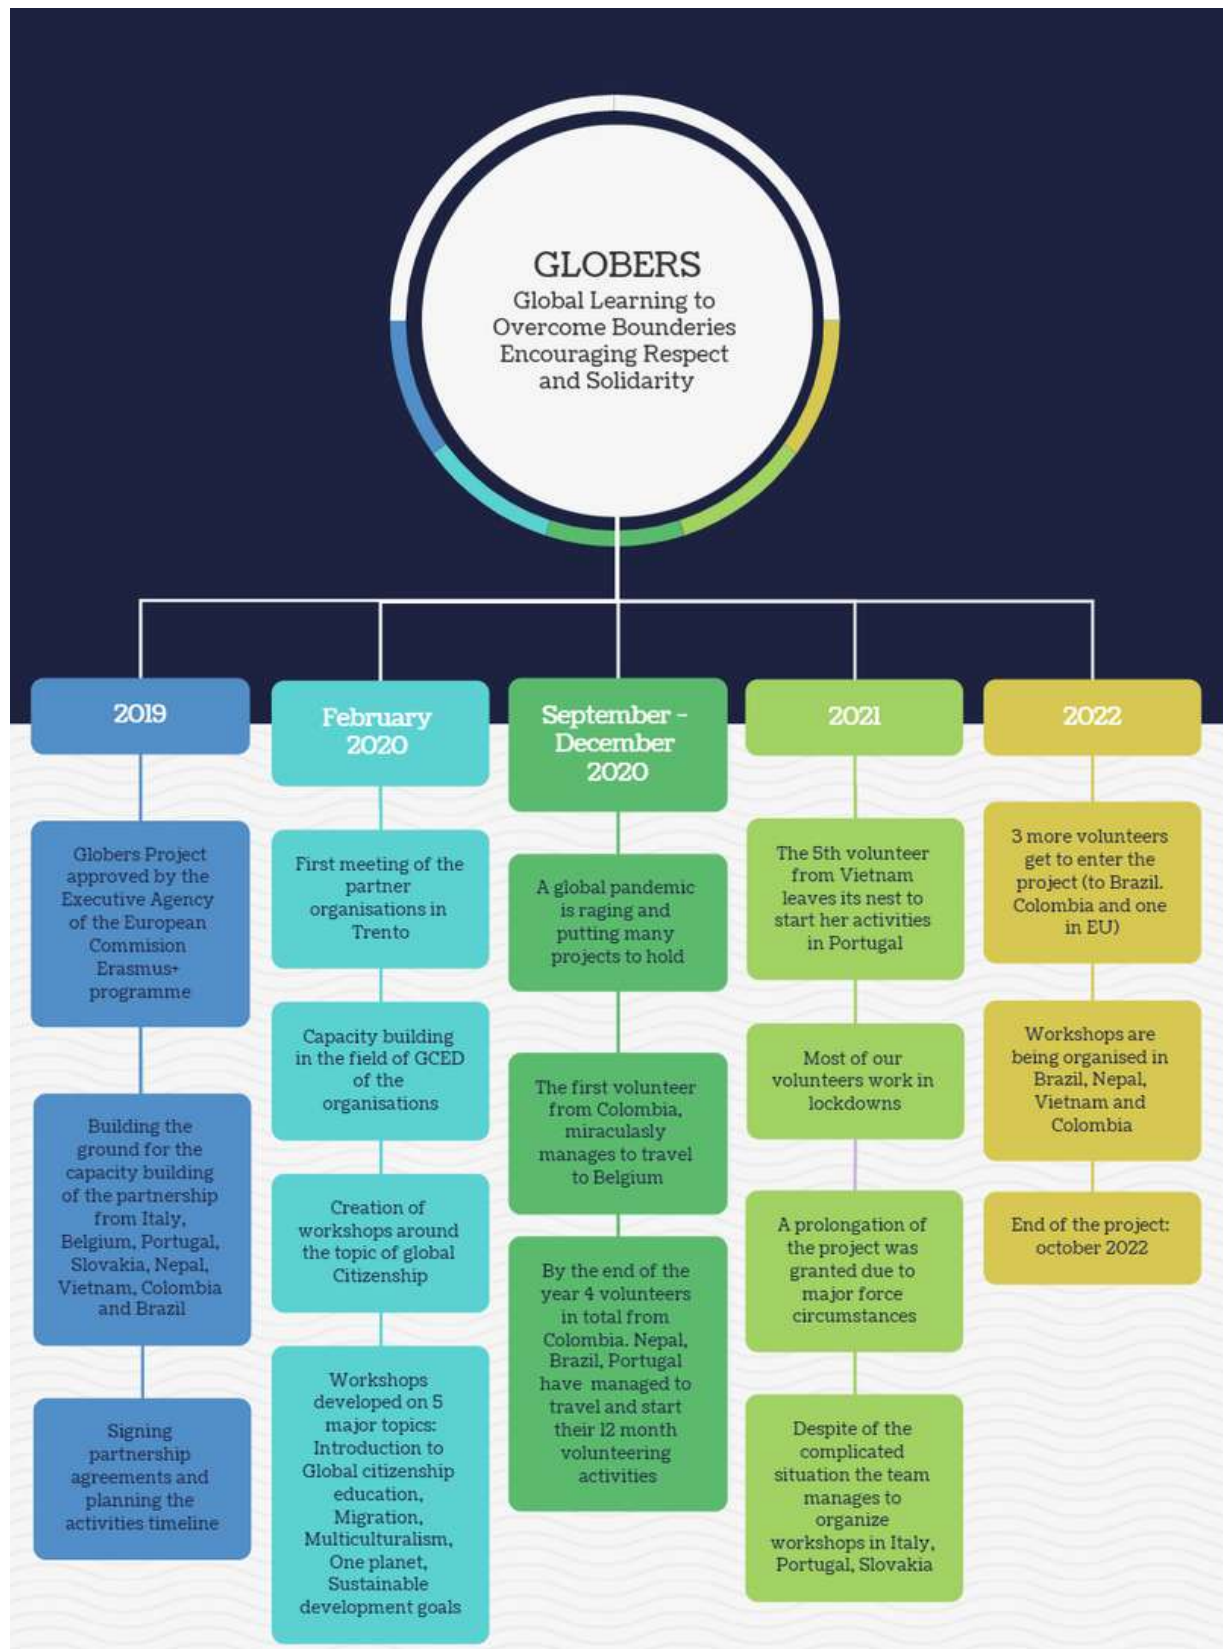 GLOBERS
Global Learning to
Overcome Bounderies
Encouraging Respect
and Solidarity
2019
Globers Project
approved by the
Executive Agency
of the European
Commision
Erasmus+
programme
Building the
ground for the
capacity building
of the partnership
from Italy,
Belgium, Portugal,
Slovakia, Nepal,
Vietnam, Colombia
and Brazil
Signing
partnership
agreements and
planning the
activities timeline
February
2020
First meeting of the
partner
organisations in
Trento
Capacity building
in the field of GCED
of the
organisations
Creation of
workshops around
the topic of global
Citizenship
Workshops
developed on 5
major topics:
Introduction to
Global citizenship
education,
Migration,
Multiculturalism,
One planet,
Sustainable
development goals
September -
December
2020
A global pandemic
is raging and
putting many
projects to hold
The first volunteer
from Colombia,
miraculasly
manages to travel
to Belgium
By the end of the
year 4 volunteers
in total from
Colombia. Nepal,
Brazil, Portugal
have managed to
travel and start
their 12 month
volunteering
activities
2021
The 5th volunteer
from Vietnam
leaves its nest to
start her activities
in Portugal
Most of our
volunteers work in
lockdowns
A prolongation of
the project was
granted due to
major force
circumstances
Despite of the
complicated
situation the team
manages to
organize
workshops in Italy,
Portugal, Slovakia
2022
3 more volunteers
get to enter the
project (to Brazil.
Colombia and one
in EU)
Workshops are
being organised in
Brazil, Nepal,
Vietnam and
Colombia
End of the project:
october 2022